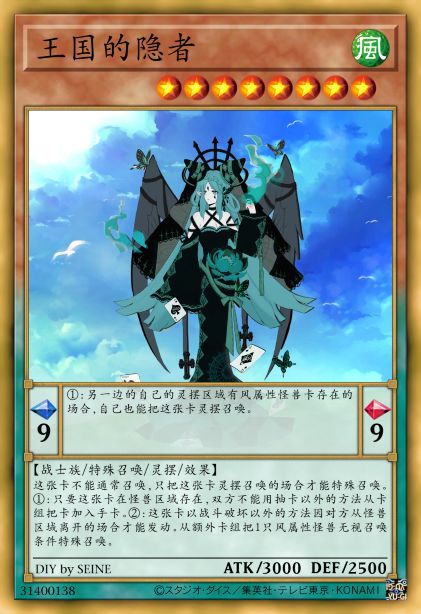 王国的隐者
風
①:另一边的自己的灵摆区域有风属性怪兽卡存在的
场合,自己也能把这张卡灵摆召唤。
9
9
【战士族/特殊召唤/灵摆/效果】
这张卡不能通常召唤,只把这张卡灵摆召唤的场合才能特殊召唤。
①:只要这张卡在怪兽区域存在,双方不能用抽卡以外的方法从卡
组把卡加入手卡。②:这张卡以战斗破坏以外的方法因对方从怪兽
区域离开的场合才能发动。从额外卡组把1只风属性怪兽无视召唤
条件特殊召唤。
ATK/3000 DEF/2500
DIY by SEINE
31400138
©スタジオ・ダイス/集英社・テレビ東京・KONAMI